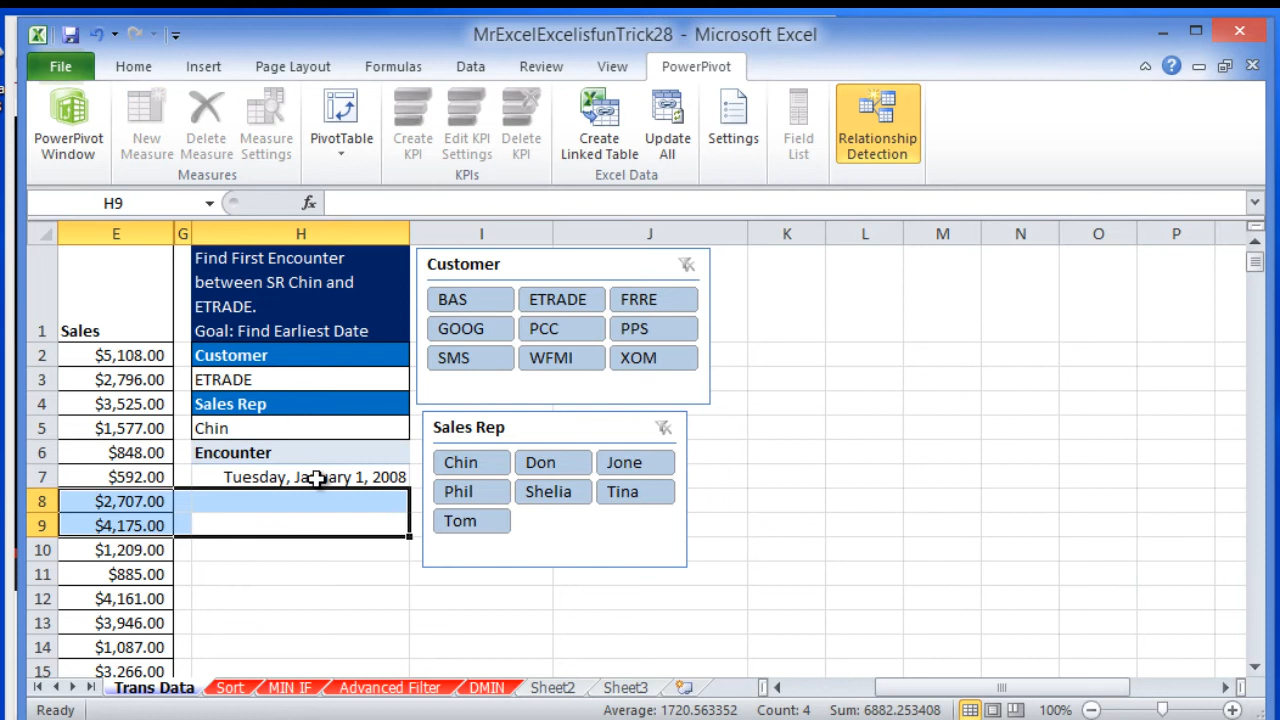 MrExcelExcelisfunTrick28 - Microsoft Excel
File Home Insert Page Layout Formulas Data Review View PowerPivot
PowerPivot Window
New Measure
Delete Measure
Measure Settings
Measures
PivotTable
Create KPI
Edit KPI Settings
Delete KPI
KPIs
Create Linked Table
Update All
Excel Data
Settings
Field List
Relationship Detection
H9 fx
E G H I J K L M N O P
Find First Encounter
between SR Chin and
ETRADE.
1 Sales Goal: Find Earliest Date
2 $5,108.00 Customer
3 $2,796.00 ETRADE
4 $3,525.00 Sales Rep
5 $1,577.00 Chin
6 $848.00 Encounter
7 $592.00 Tuesday, January 1, 2008
8 $2,707.00
9 $4,175.00
10 $1,209.00
11 $885.00
12 $4,161.00
13 $3,946.00
14 $1,087.00
15 $3,266.00
Customer
BAS ETRADE FRRE
GOOG PCC PPS
SMS WFMI XOM
Sales Rep
Chin Don Jone
Phil Shelia Tina
Tom
Trans Data Sort MIN IF Advanced Filter DMIN Sheet2 Sheet3
Ready Average: 1720.563352 Count: 4 Sum: 6882.253408 100%